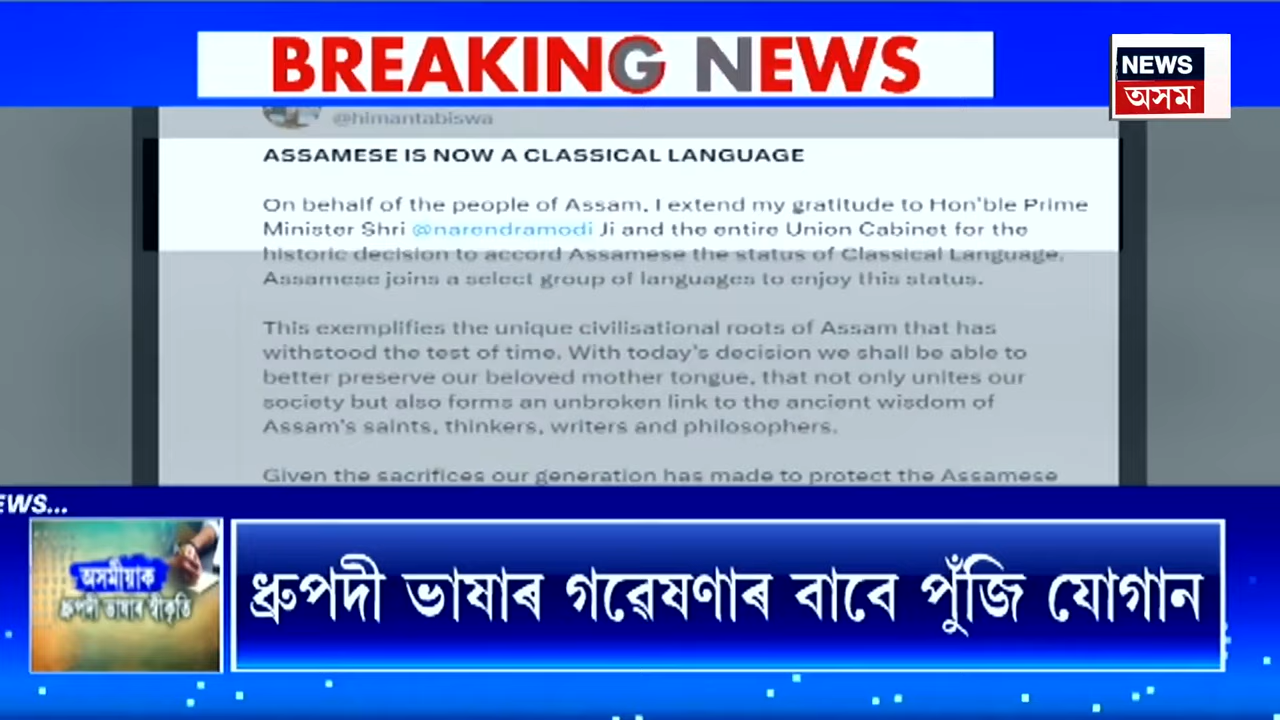 BREAKING NEWS
NEWS
অসম
@himantabiswa
ASSAMESE IS NOW A CLASSICAL LANGUAGE
On behalf of the people of Assam, I extend my gratitude to Hon'ble Prime
Minister Shri @narendramodi Ji and the entire Union Cabinet for the
historic decision to accord Assamese the status of Classical Language.
Assamese joins a select group of languages to enjoy this status.
This exemplifies the unique civilisational roots of Assam that has
withstood the test of time. With today's decision we shall be able to
better preserve our beloved mother tongue, that not only unites our
society but also forms an unbroken link to the ancient wisdom of
Assam's saints, thinkers, writers and philosophers.
Given the sacrifices our generation has made to protect the Assamese
EWS...
অসমীয়াক
ধ্ৰুপদী ভাষাৰ স্বীকৃতি
ধ্ৰুপদী ভাষাৰ গৱেষণাৰ বাবে পুঁজি যোগান